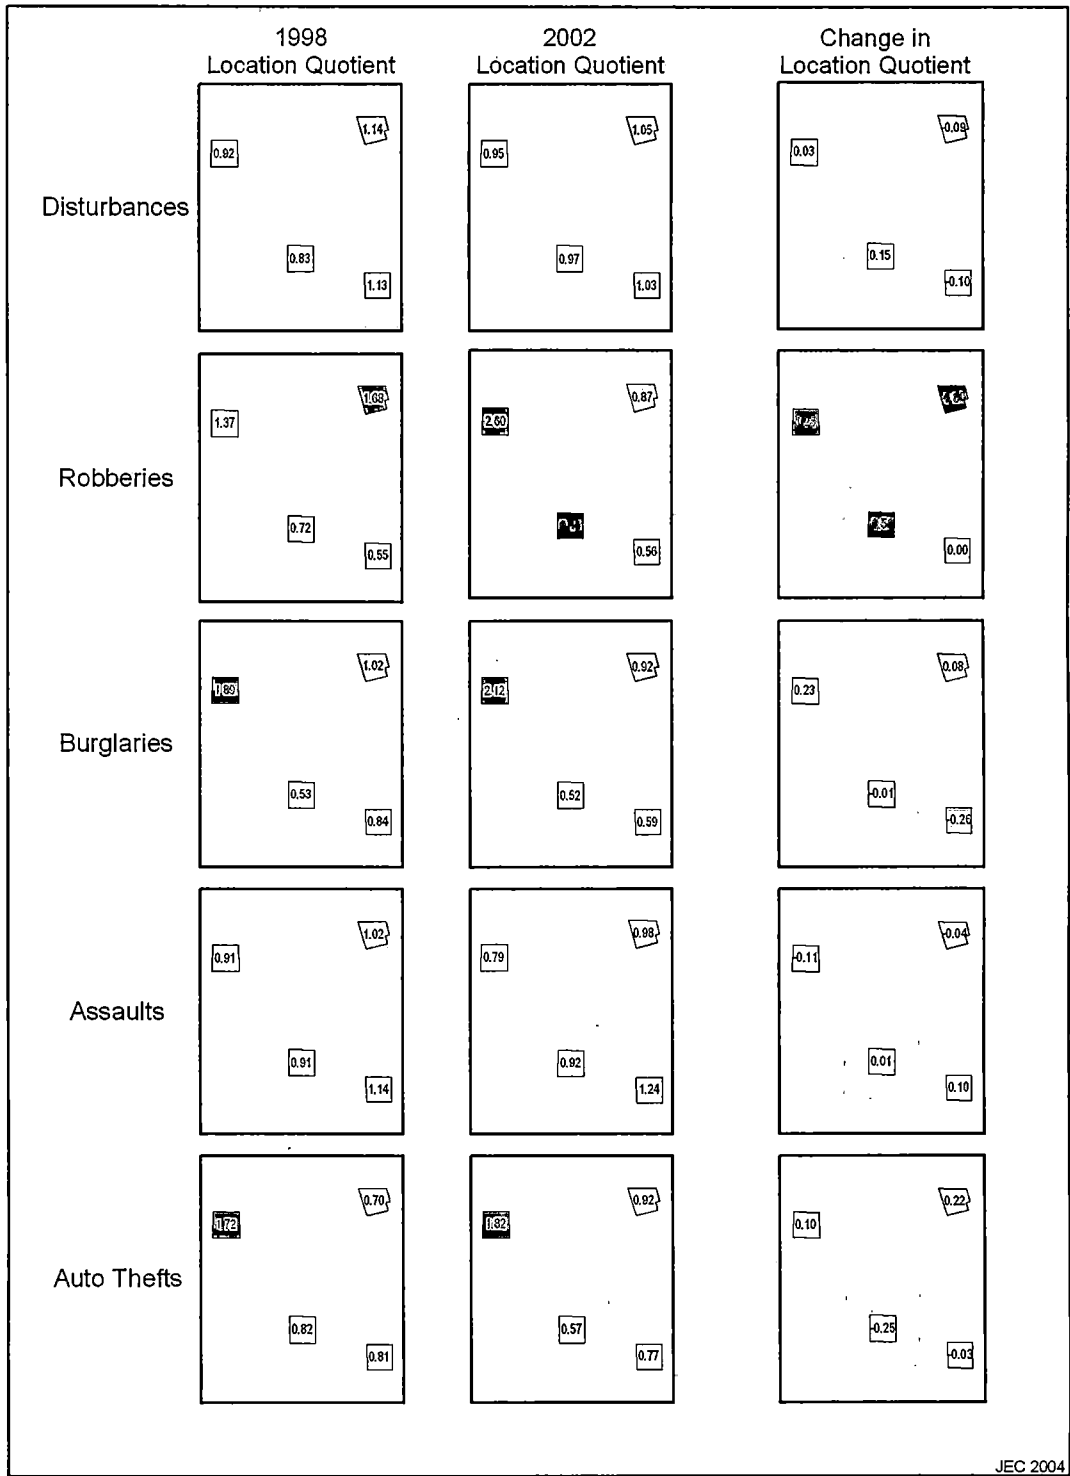 1998 2002 Change in
Location Quotient Location Quotient Location Quotient
1.14 1.05 -0.09
0.92 0.95 0.03
Disturbances
0.83 0.97 0.15
1.13 1.03 -0.10
1.68 0.87
1.37 2.60
Robberies
0.72
0.55 0.56 0.00
1.02 0.92 0.08
1.89 2.12 0.23
Burglaries
0.53 0.52 -0.01
0.84 0.59 -0.26
1.02 0.98 -0.04
0.91 0.79 -0.11
Assaults
0.91 0.92 0.01
1.14 1.24 0.10
0.70 0.92 0.22
1.72 1.82 0.10
Auto Thefts
0.82 0.57 -0.25
0.81 0.77 -0.03
JEC 2004